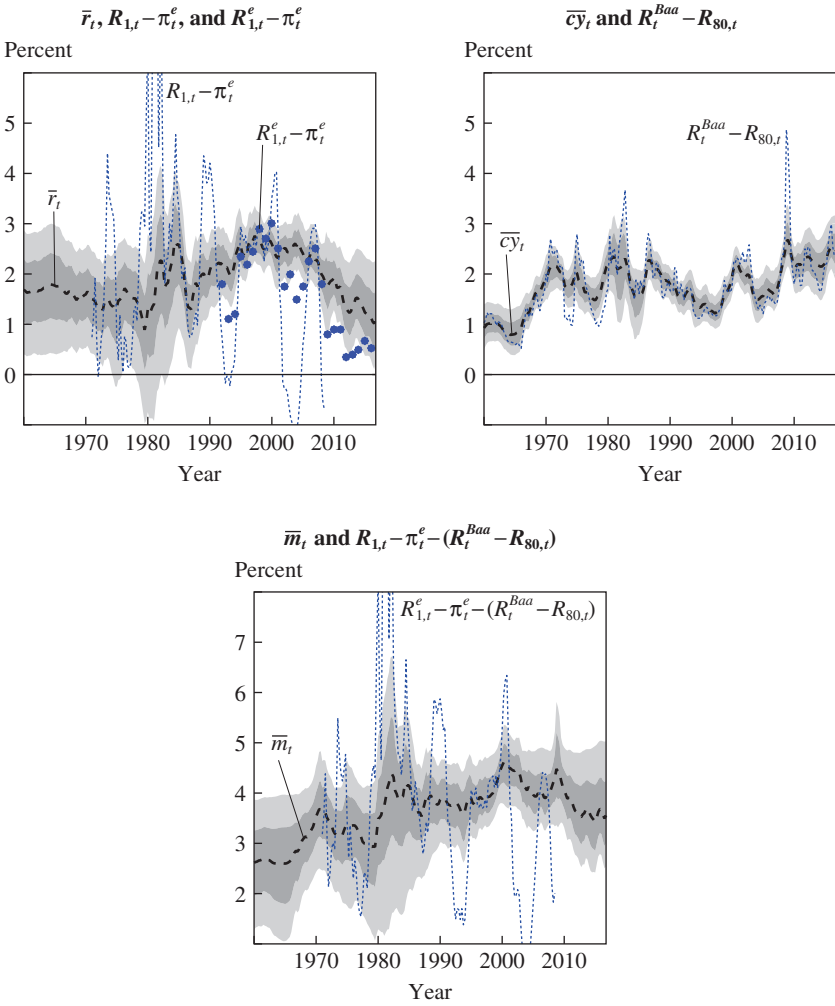 r̄ₜ, R₁,ₜ − πₜᵉ, and Rᵉ₁,ₜ − πₜᵉ
Percent
R₁,ₜ − πₜᵉ
Rᵉ₁,ₜ − πₜᵉ
r̄ₜ
5
4
3
2
1
0
1970 1980 1990 2000 2010
Year
c̄ȳₜ and Rₜᴮᵃᵃ − R₈₀,ₜ
Percent
Rₜᴮᵃᵃ − R₈₀,ₜ
c̄ȳₜ
5
4
3
2
1
0
1970 1980 1990 2000 2010
Year
m̄ₜ and R₁,ₜ − πₜᵉ − (Rₜᴮᵃᵃ − R₈₀,ₜ)
Percent
Rᵉ₁,ₜ − πₜᵉ − (Rₜᴮᵃᵃ − R₈₀,ₜ)
m̄ₜ
7
6
5
4
3
2
1970 1980 1990 2000 2010
Year